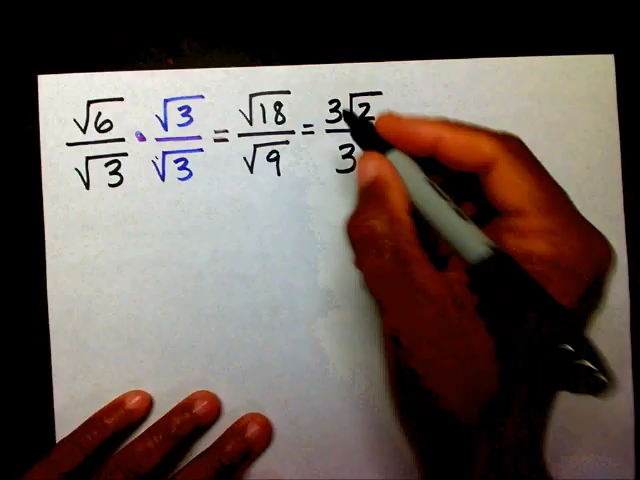 √6/√3 · √3/√3 = √18/√9 = 3√2/3